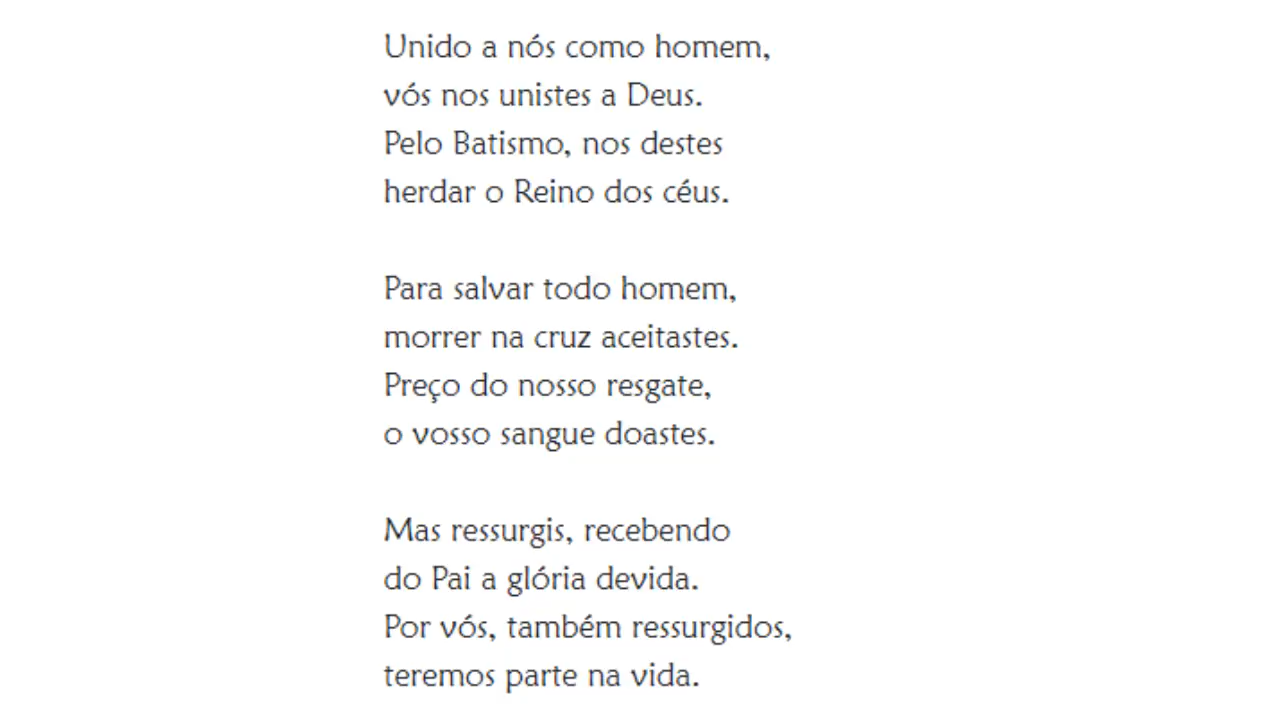 Unido a nós como homem,
vós nos unistes a Deus.
Pelo Batismo, nos destes
herdar o Reino dos céus.
Para salvar todo homem,
morrer na cruz aceitastes.
Preço do nosso resgate,
o vosso sangue doastes.
Mas ressurgis, recebendo
do Pai a glória devida.
Por vós, também ressurgidos,
teremos parte na vida.